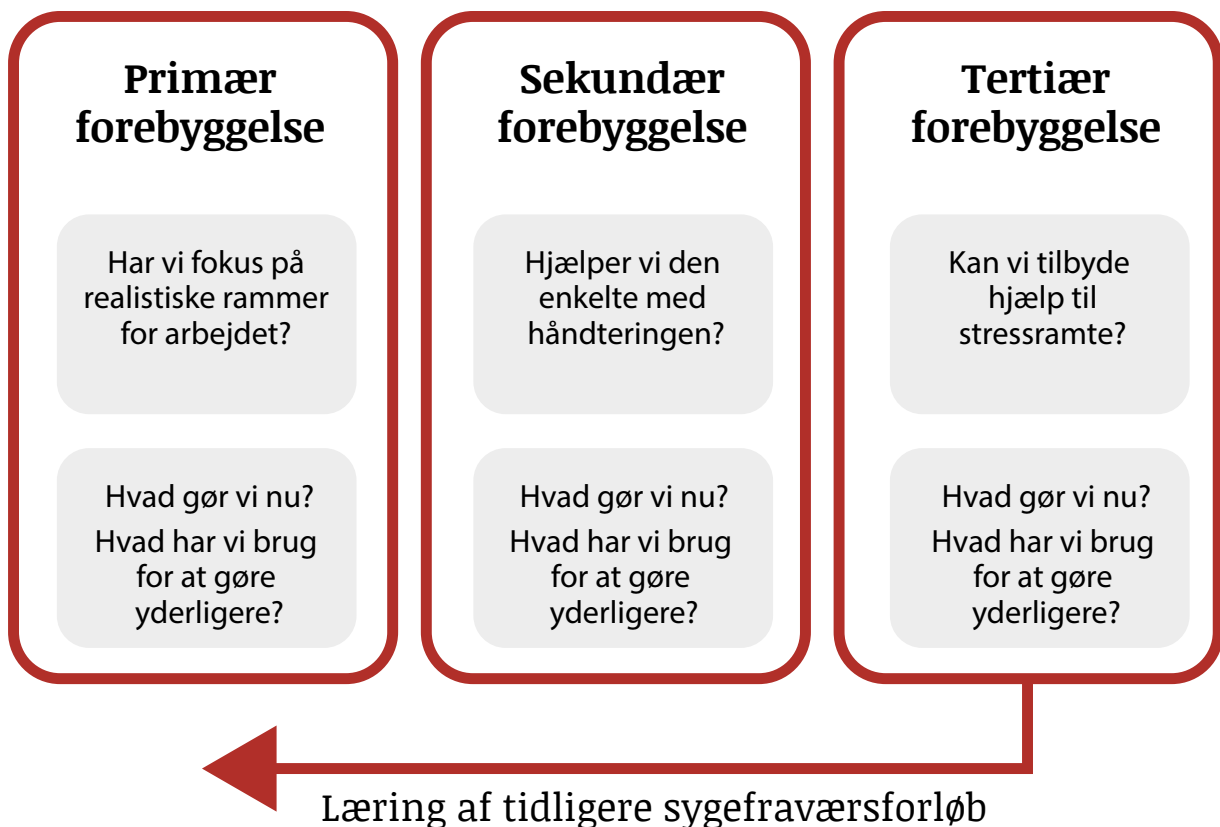 Primær
forebyggelse
Har vi fokus på
realistiske rammer
for arbejdet?
Hvad gør vi nu?
Hvad har vi brug
for at gøre
yderligere?
Sekundær
forebyggelse
Hjælper vi den
enkelte med
håndteringen?
Hvad gør vi nu?
Hvad har vi brug
for at gøre
yderligere?
Tertiær
forebyggelse
Kan vi tilbyde
hjælp til
stressramte?
Hvad gør vi nu?
Hvad har vi brug
for at gøre
yderligere?
Læring af tidligere sygefraværsforløb